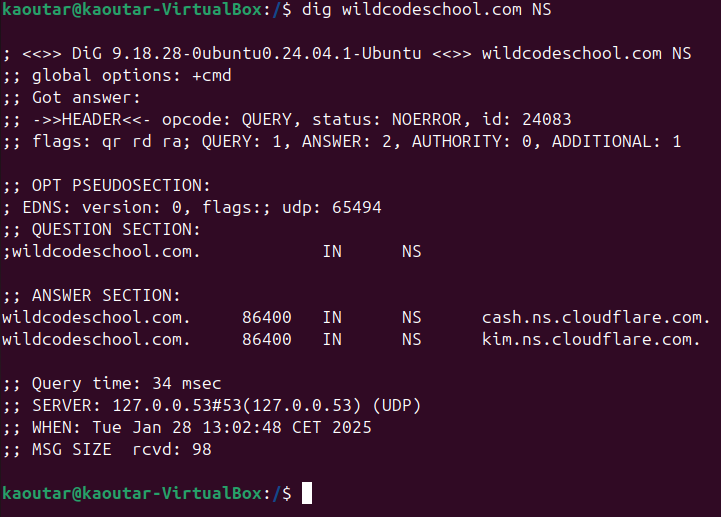 kaoutar@kaoutar-VirtualBox:/$ dig wildcodeschool.com NS
; <<>> DiG 9.18.28-0ubuntu0.24.04.1-Ubuntu <<>> wildcodeschool.com NS
;; global options: +cmd
;; Got answer:
;; ->>HEADER<<- opcode: QUERY, status: NOERROR, id: 24083
;; flags: qr rd ra; QUERY: 1, ANSWER: 2, AUTHORITY: 0, ADDITIONAL: 1
;; OPT PSEUDOSECTION:
; EDNS: version: 0, flags:; udp: 65494
;; QUESTION SECTION:
;wildcodeschool.com. IN NS
;; ANSWER SECTION:
wildcodeschool.com. 86400 IN NS cash.ns.cloudflare.com.
wildcodeschool.com. 86400 IN NS kim.ns.cloudflare.com.
;; Query time: 34 msec
;; SERVER: 127.0.0.53#53(127.0.0.53) (UDP)
;; WHEN: Tue Jan 28 13:02:48 CET 2025
;; MSG SIZE rcvd: 98
kaoutar@kaoutar-VirtualBox:/$